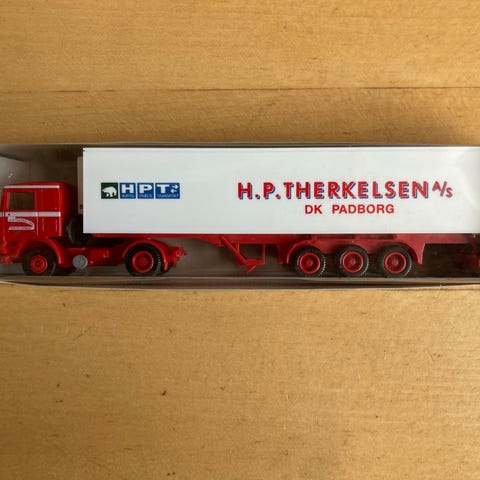 HPT
H.P.THERKELSEN A/S
DK PADBORG